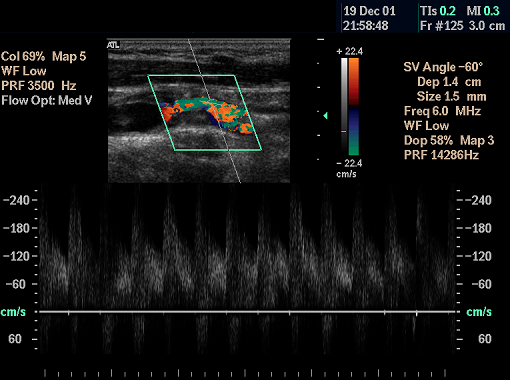 19 Dec 01 TIs 0.2 MI 0.3
21:58:48 Fr #125 3.0 cm
ATL
Col 69% Map 5
WF Low
PRF 3500 Hz
Flow Opt: Med V
+ 22.4
- 22.4
cm/s
SV Angle -60°
Dep 1.4 cm
Size 1.5 mm
Freq 6.0 MHz
WF Low
Dop 58% Map 3
PRF 14286Hz
-240 -240
-180 -180
-120 -120
-60 -60
cm/s cm/s
60 60